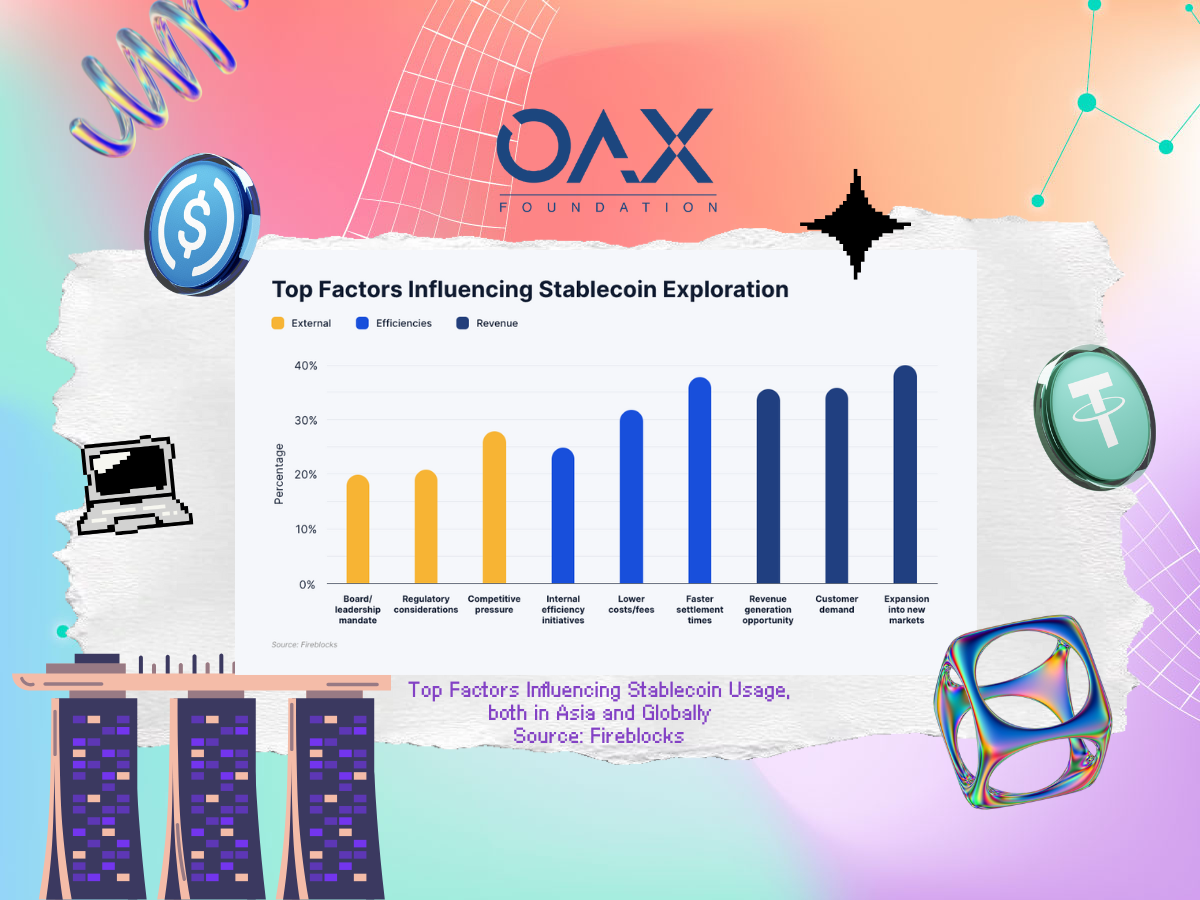 OAX
FOUNDATION
Top Factors Influencing Stablecoin Exploration
External Efficiencies Revenue
40%
30%
20%
10%
0%
Percentage
Board/
leadership
mandate
Regulatory
considerations
Competitive
pressure
Internal
efficiency
initiatives
Lower
costs/fees
Faster
settlement
times
Revenue
generation
opportunity
Customer
demand
Expansion
into new
markets
Source: Fireblocks
Top Factors Influencing Stablecoin Usage,
both in Asia and Globally
Source: Fireblocks